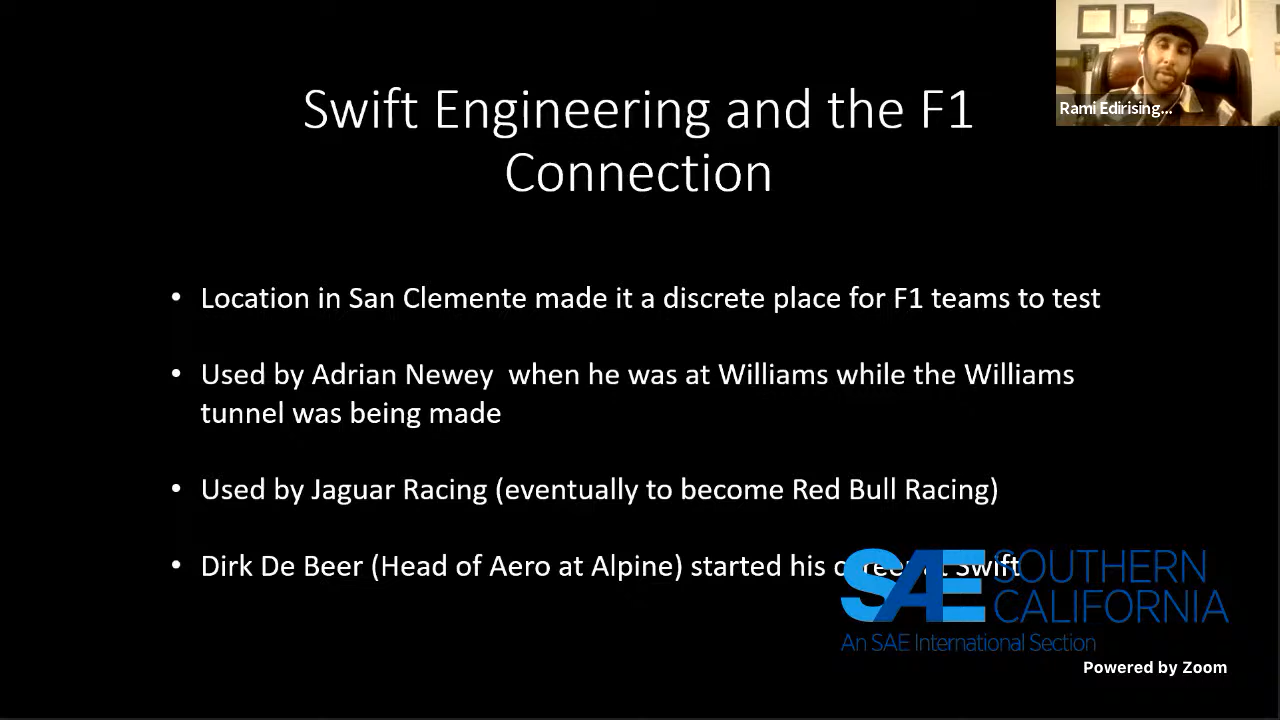 Rami Edirising...
Swift Engineering and the F1
Connection
• Location in San Clemente made it a discrete place for F1 teams to test
• Used by Adrian Newey  when he was at Williams while the Williams
tunnel was being made
• Used by Jaguar Racing (eventually to become Red Bull Racing)
• Dirk De Beer (Head of Aero at Alpine) started his career at Swift
SAE SOUTHERN
CALIFORNIA
An SAE International Section
Powered by Zoom